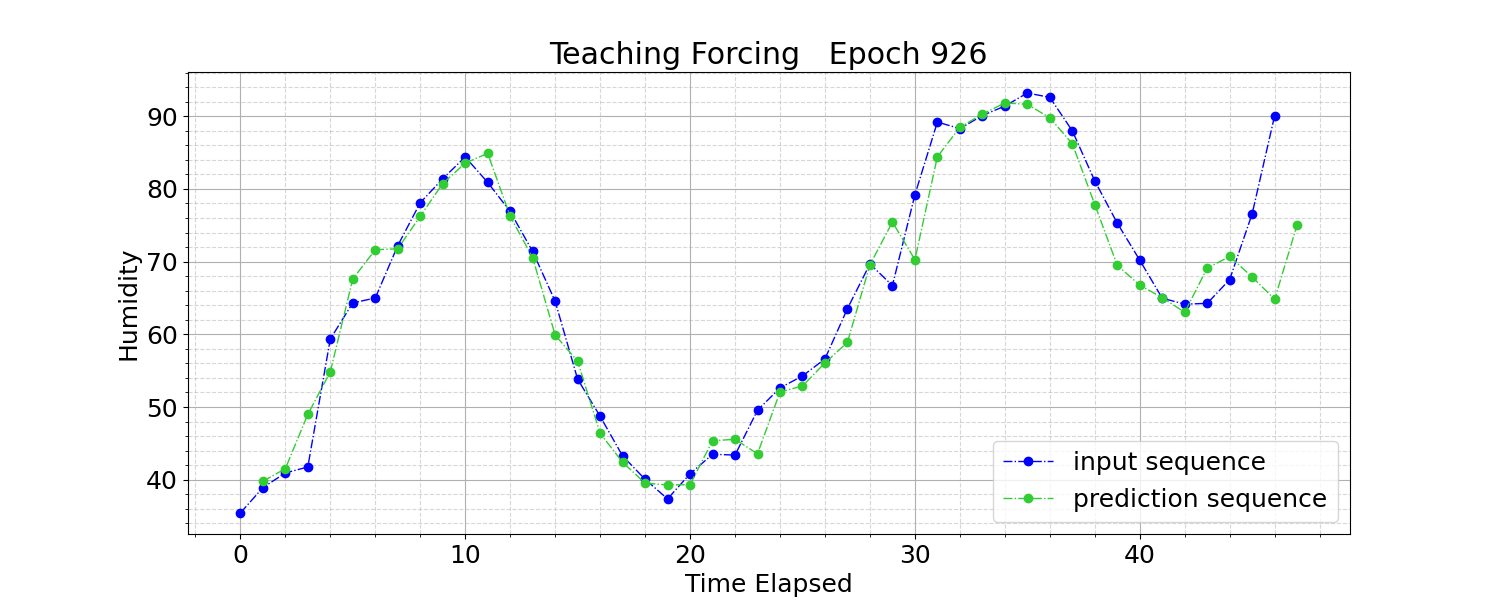 Teaching Forcing   Epoch 926
90
80
70
60
50
40
Humidity
0 10 20 30 40
Time Elapsed
input sequence
prediction sequence